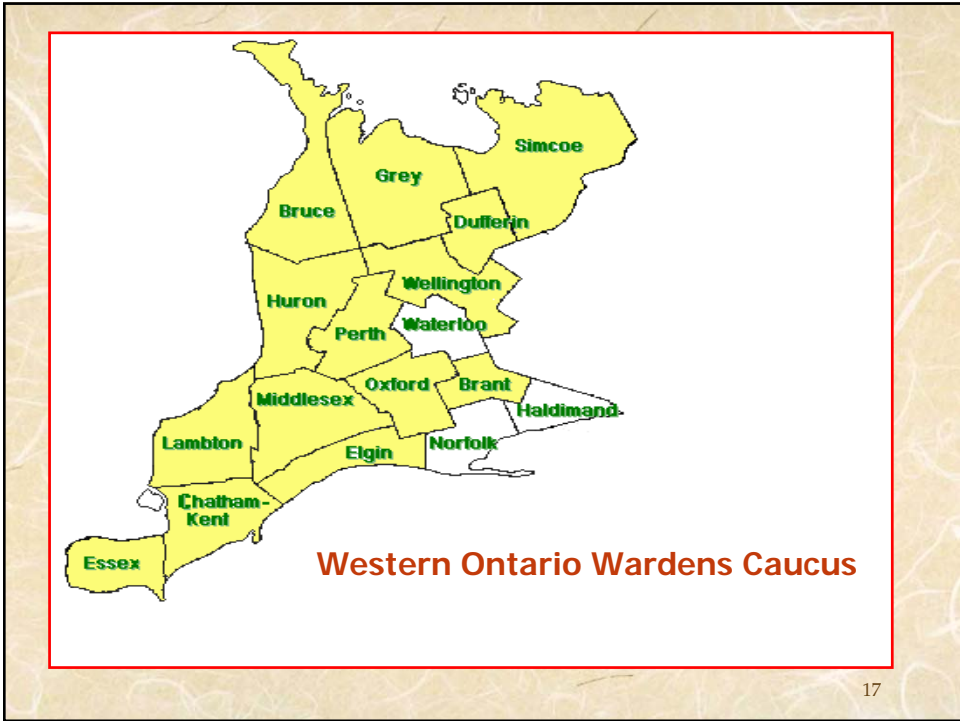 Simcoe
Grey
Bruce
Dufferin
Wellington
Huron
Waterloo
Perth
Oxford
Brant
Middlesex
Haldimand
Lambton
Norfolk
Elgin
Chatham-
Kent
Essex
Western Ontario Wardens Caucus
17